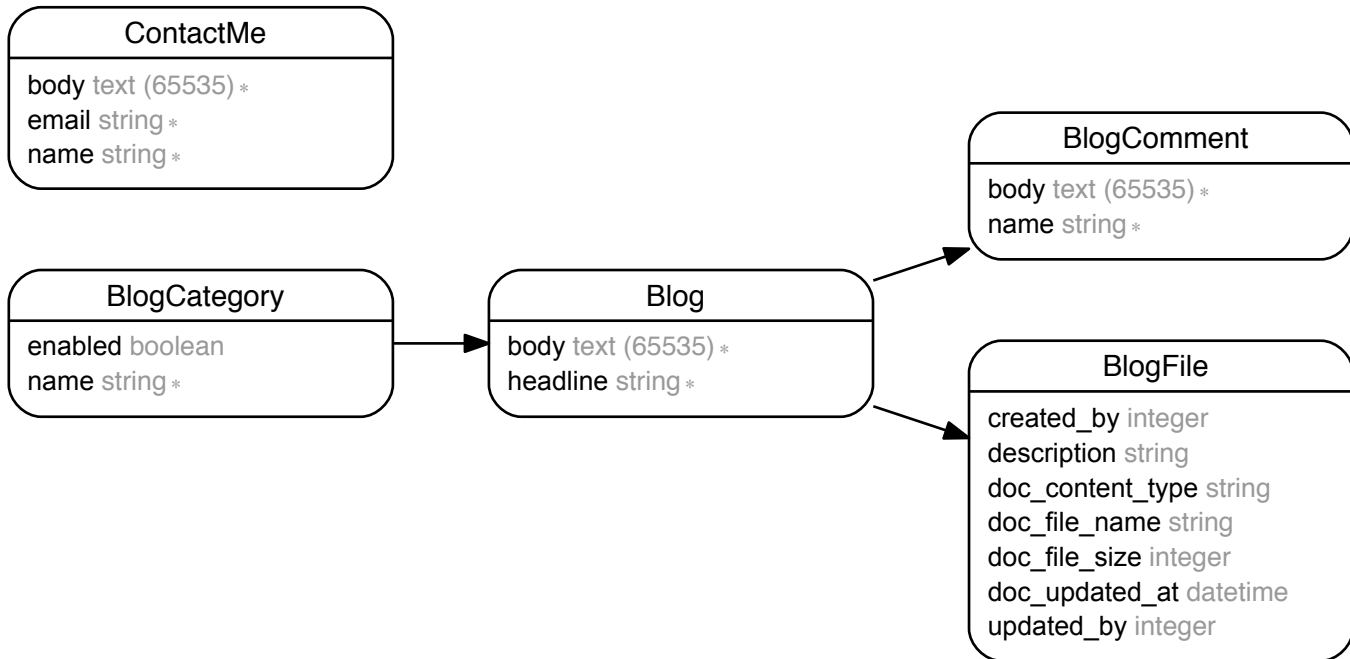 ContactMe
body text (65535) *
email string *
name string *
BlogCategory
enabled boolean
name string *
Blog
body text (65535) *
headline string *
BlogComment
body text (65535) *
name string *
BlogFile
created_by integer
description string
doc_content_type string
doc_file_name string
doc_file_size integer
doc_updated_at datetime
updated_by integer